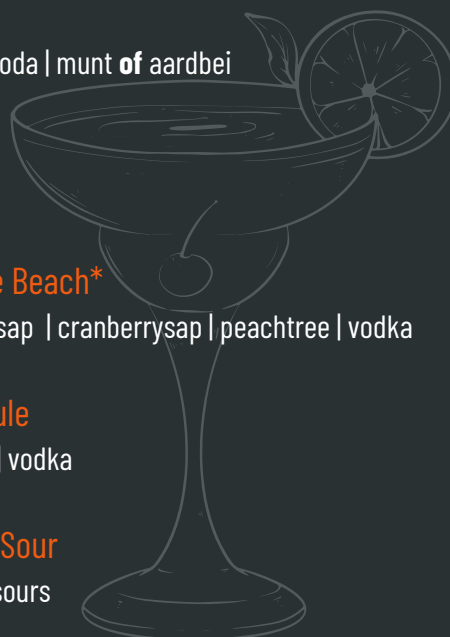 oda | munt of aardbei
e Beach*
sap | cranberrysap | peachtree | vodka
ule
| vodka
Sour
sours